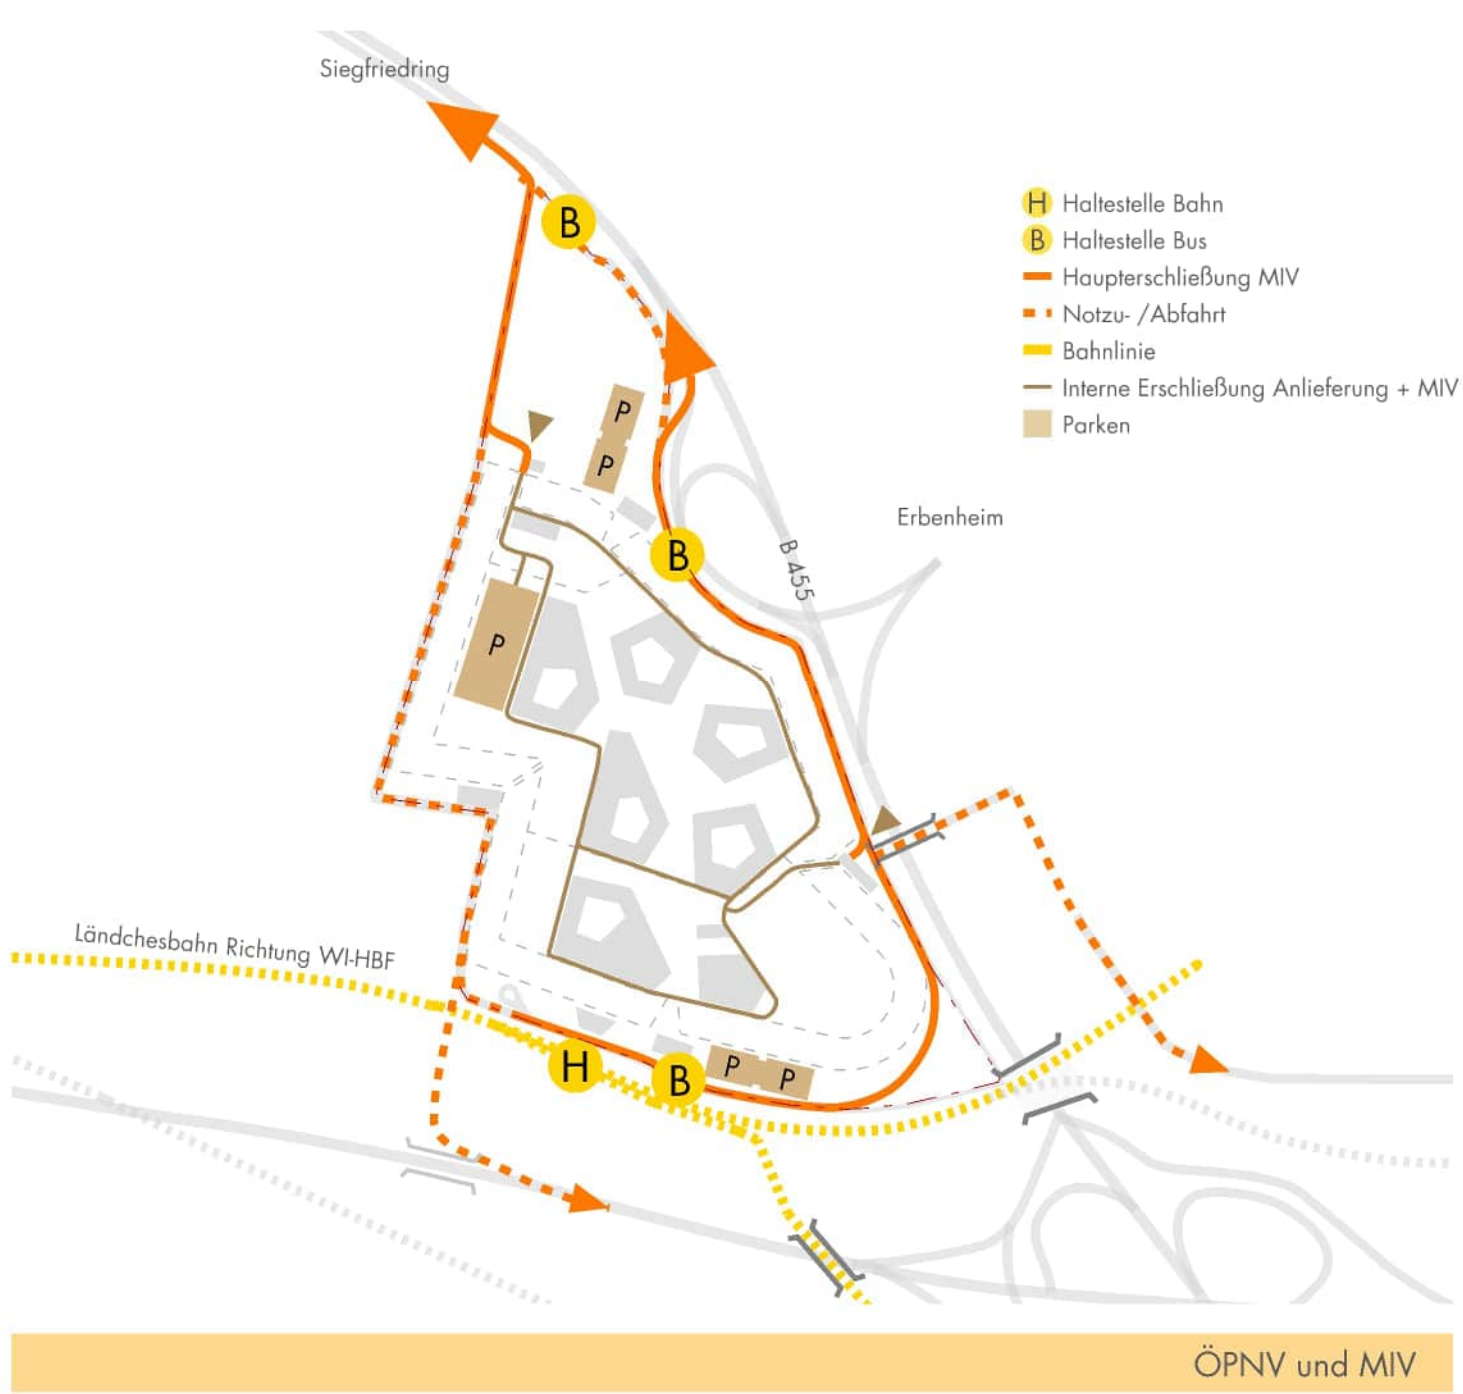 Siegfriedring
B
H Haltestelle Bahn
B Haltestelle Bus
Haupterschließung MIV
Notzu- /Abfahrt
Bahnlinie
Interne Erschließung Anlieferung + MIV
Parken
P
P
Erbenheim
B
B 455
P
Ländchesbahn Richtung WI-HBF
H
B
P
P
ÖPNV und MIV